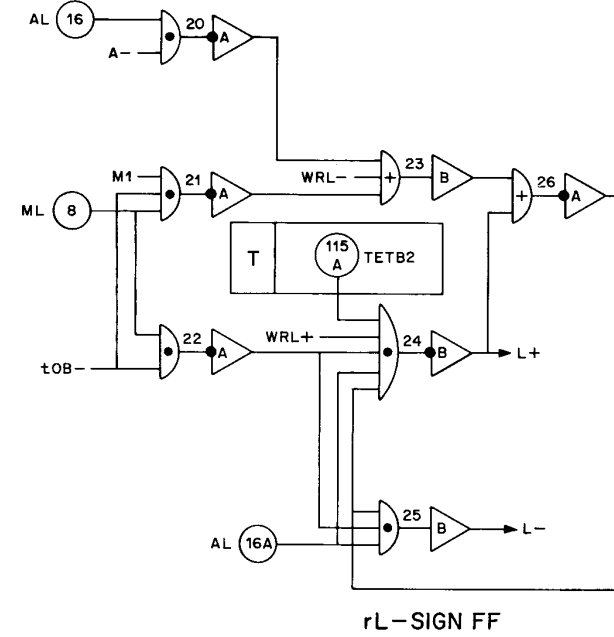 AL 16 20 A
A−
23
M1 21 A WRL− + B 26
+ A
ML 8
T 115 A TETB2
WRL+ 24
22 A B L+
tOB−
25
AL 16A B L−
rL−SIGN FF